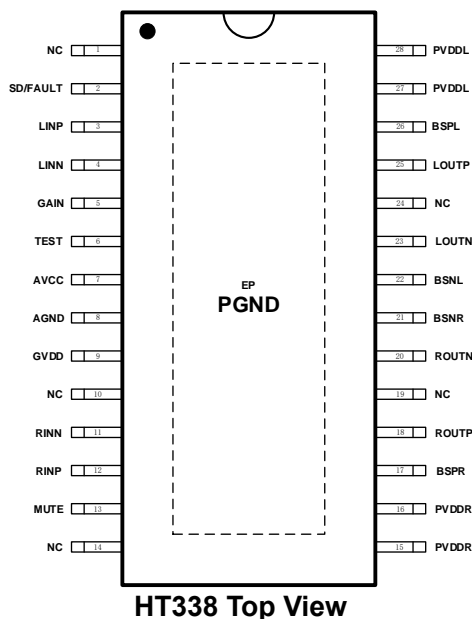 NC 1
SD/FAULT 2
LINP 3
LINN 4
GAIN 5
TEST 6
AVCC 7
AGND 8
GVDD 9
NC 10
RINN 11
RINP 12
MUTE 13
NC 14
EP
PGND
28 PVDDL
27 PVDDL
26 BSPL
25 LOUTP
24 NC
23 LOUTN
22 BSNL
21 BSNR
20 ROUTN
19 NC
18 ROUTP
17 BSPR
16 PVDDR
15 PVDDR
HT338 Top View